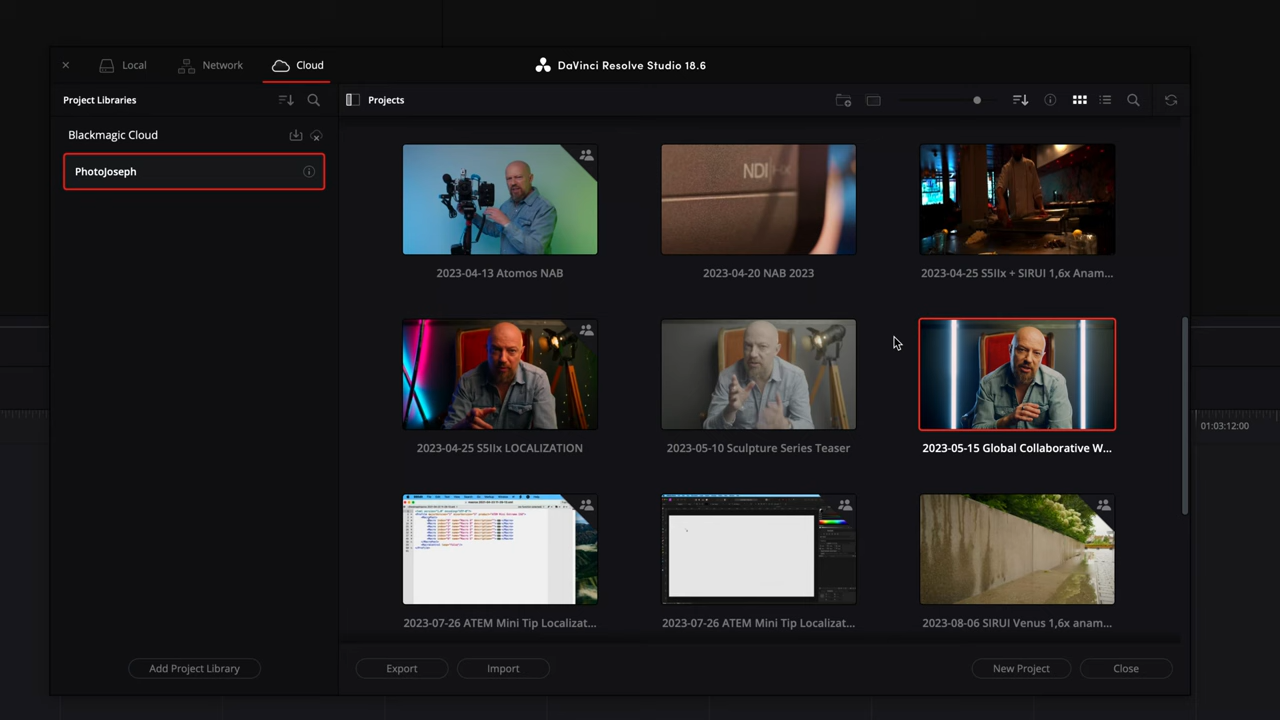 Local
Network
Cloud
DaVinci Resolve Studio 18.6
Project Libraries
Projects
Blackmagic Cloud
PhotoJoseph
NDI
2023-04-13 Atomos NAB
2023-04-20 NAB 2023
2023-04-25 S5IIx + SIRUI 1,6x Anam...
2023-04-25 S5IIx LOCALIZATION
2023-05-10 Sculpture Series Teaser
2023-05-15 Global Collaborative W...
01:03:12:00
2023-07-26 ATEM Mini Tip Localizat...
2023-07-26 ATEM Mini Tip Localizat...
2023-08-06 SIRUI Venus 1,6x anam...
Add Project Library
Export
Import
New Project
Close